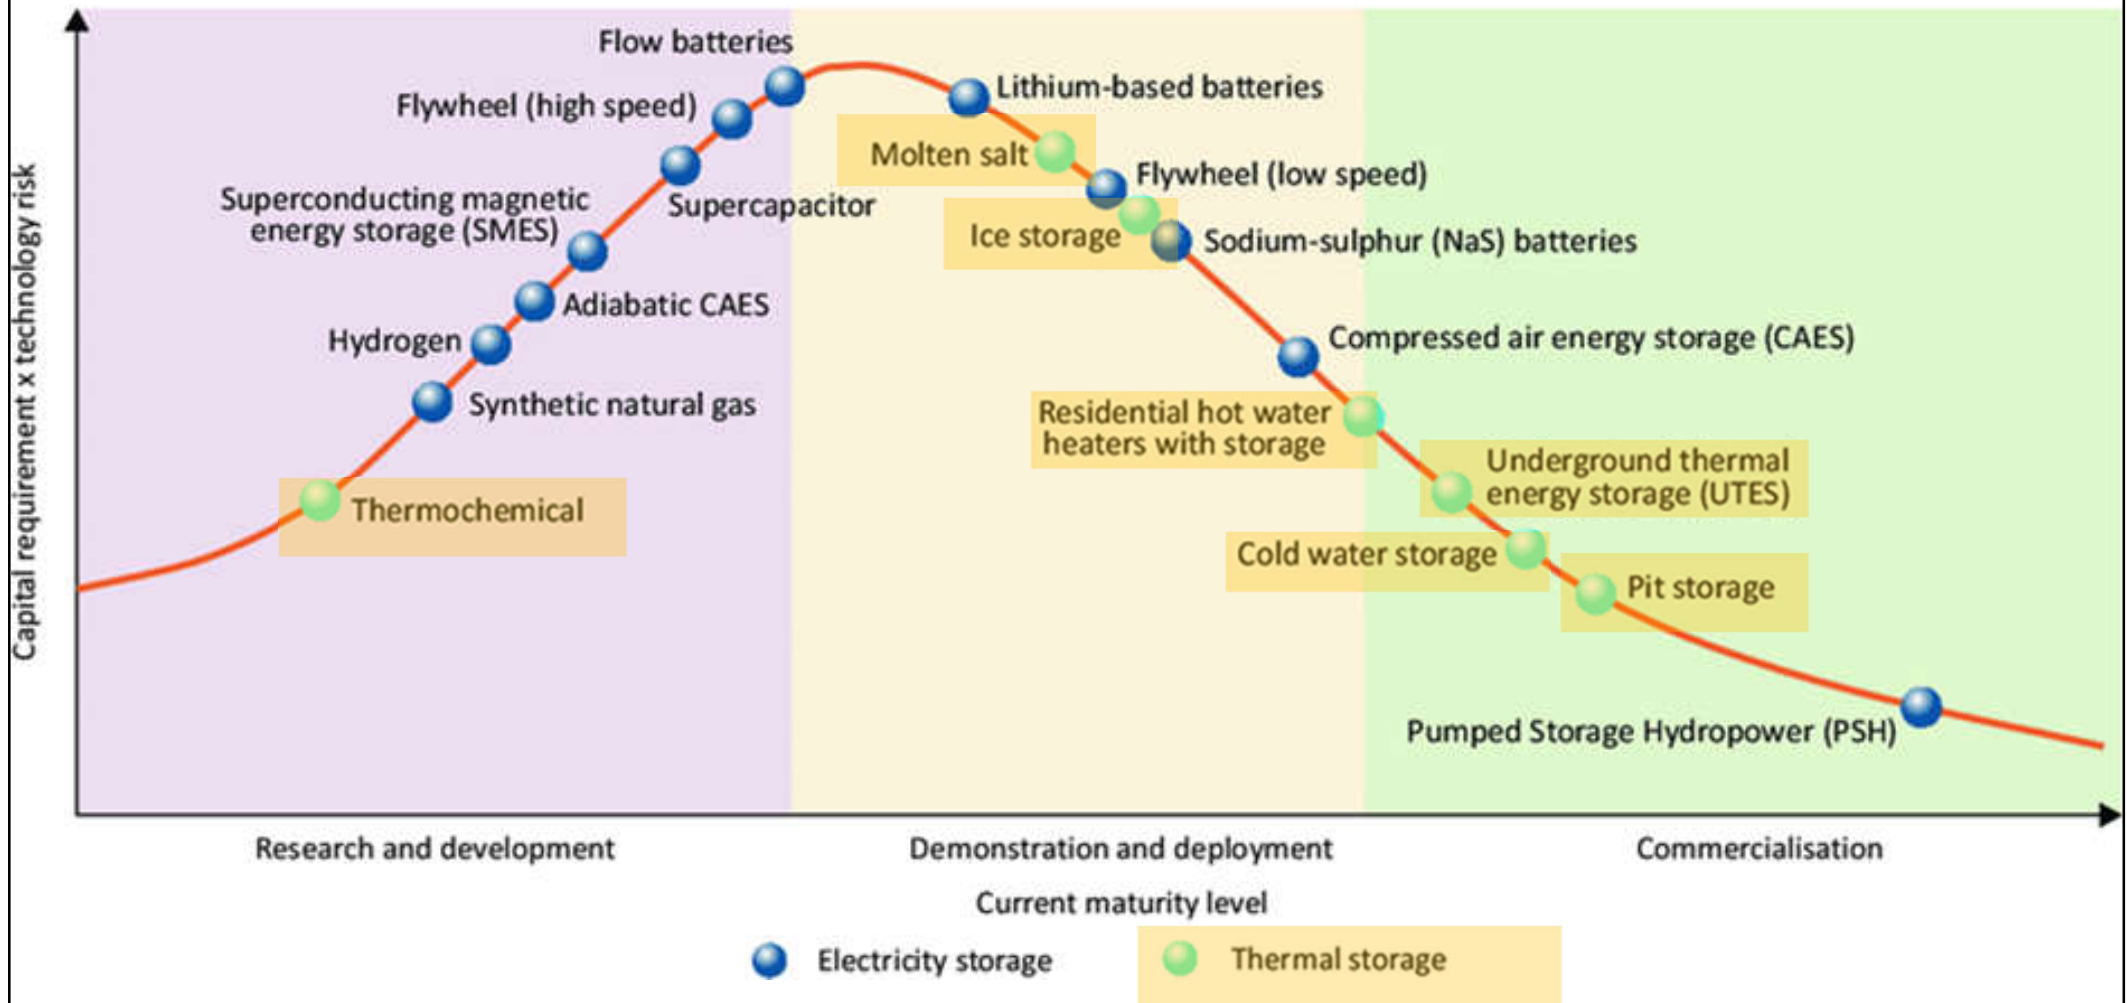 Flow batteries
Lithium-based batteries
Flywheel (high speed)
Molten salt
Flywheel (low speed)
Superconducting magnetic
energy storage (SMES)
Supercapacitor
Ice storage
Sodium-sulphur (NaS) batteries
Adiabatic CAES
Hydrogen
Compressed air energy storage (CAES)
Synthetic natural gas
Residential hot water
heaters with storage
Underground thermal
energy storage (UTES)
Thermochemical
Cold water storage
Pit storage
Pumped Storage Hydropower (PSH)
Capital requirement x technology risk
Research and development
Demonstration and deployment
Commercialisation
Current maturity level
Electricity storage
Thermal storage